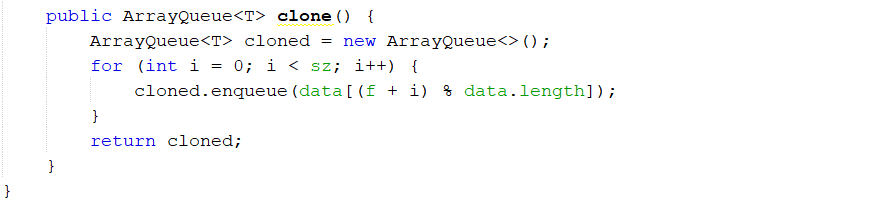 public ArrayQueue<T> clone() {
ArrayQueue<T> cloned = new ArrayQueue<>();
for (int i = 0; i < sz; i++) {
cloned.enqueue(data[(f + i) % data.length]);
}
return cloned;
}
}